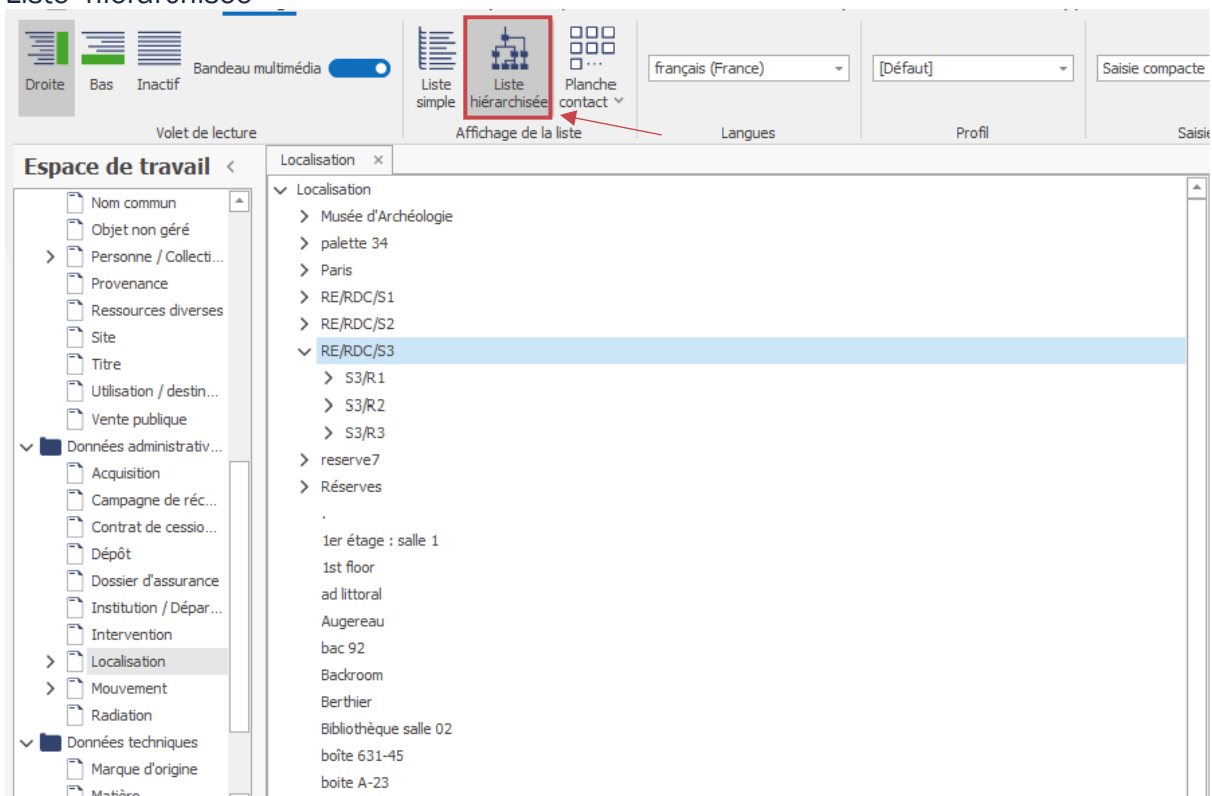 Liste hiérarchisée
Droite
Bas
Inactif
Bandeau multimédia
Liste simple
Liste hiérarchisée
Planche contact
français (France)
[Défaut]
Saisie compacte
Volet de lecture
Affichage de la liste
Langues
Profil
Espace de travail
Nom commun
Objet non géré
Personne / Collecti...
Provenance
Ressources diverses
Site
Titre
Utilisation / destin...
Vente publique
Données administrativ...
Acquisition
Campagne de réc...
Contrat de cessio...
Dépôt
Dossier d'assurance
Institution / Dépar...
Intervention
Localisation
Mouvement
Radiation
Données techniques
Marque d'origine
Localisation ×
Localisation
Musée d'Archéologie
palette 34
Paris
RE/RDC/S1
RE/RDC/S2
RE/RDC/S3
S3/R1
S3/R2
S3/R3
reserve7
Réserves
.
1er étage : salle 1
1st floor
ad littoral
Augereau
bac 92
Backroom
Berthier
Bibliothèque salle 02
boîte 631-45
boite A-23